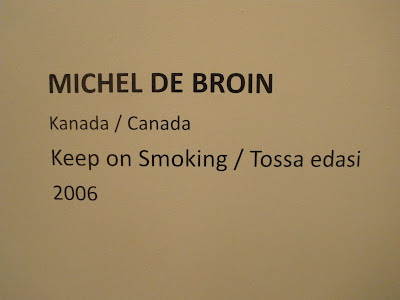 MICHEL DE BROIN
Kanada / Canada
Keep on Smoking / Tossa edasi
2006